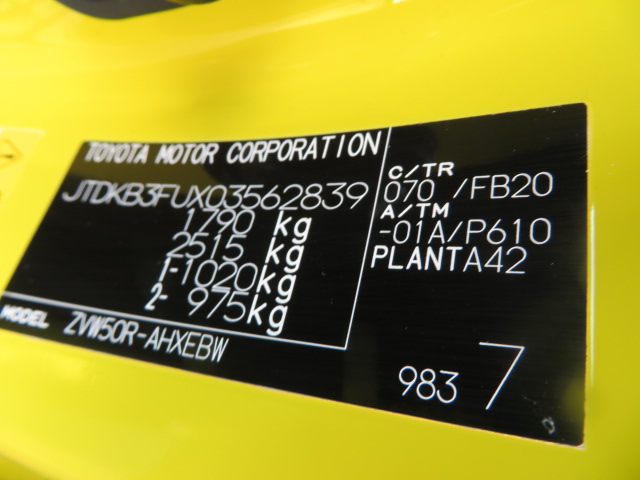 TOYOTA MOTOR CORPORATION
JTDKB3FUX03562839
1790 kg
2515 kg
1-1020kg
2- 975kg
MODEL ZVW50R-AHXEBW
C/TR
070 /FB20
A/TM
-01A/P610
PLANTA42
983 7